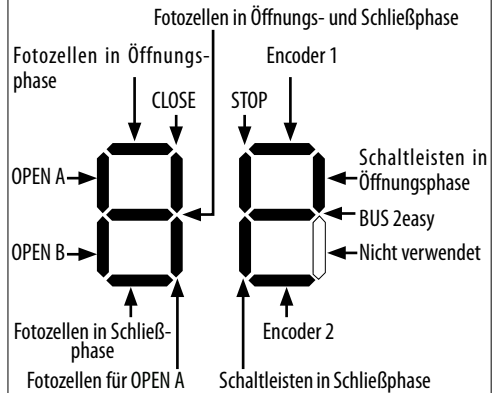 Fotozellen in Öffnungs- und Schließphase
Fotozellen in Öffnungs-
phase
Encoder 1
CLOSE
STOP
OPEN A
Schaltleisten in
Öffnungsphase
BUS 2easy
OPEN B
Nicht verwendet
Fotozellen in Schließ-
phase
Encoder 2
Fotozellen für OPEN A
Schaltleisten in Schließphase